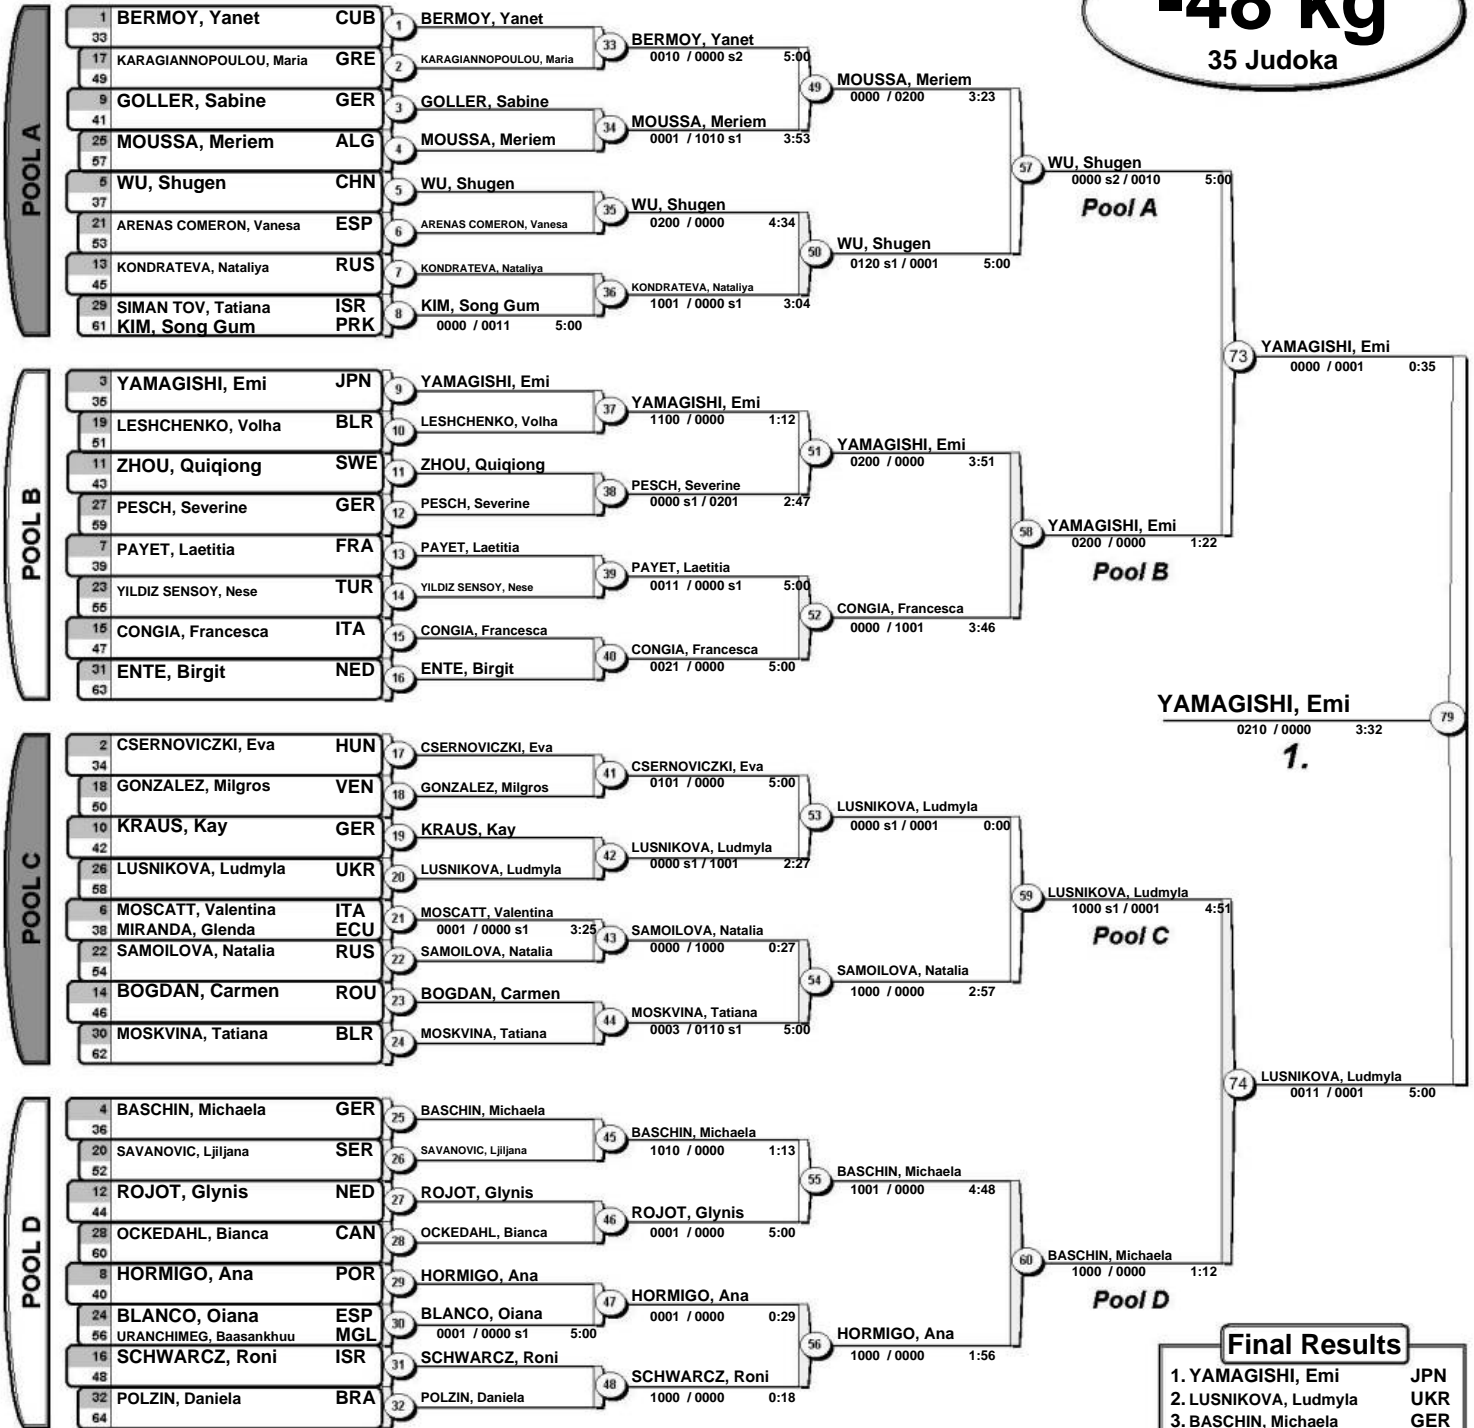 -48 kg
35 Judoka
POOL A
1 BERMOY, Yanet CUB
33
17 KARAGIANNOPOULOU, Maria GRE
49
9 GOLLER, Sabine GER
41
25 MOUSSA, Meriem ALG
57
5 WU, Shugen CHN
37
21 ARENAS COMERON, Vanesa ESP
53
13 KONDRATEVA, Nataliya RUS
45
29 SIMAN TOV, Tatiana ISR
61 KIM, Song Gum PRK
1 BERMOY, Yanet
2 KARAGIANNOPOULOU, Maria
3 GOLLER, Sabine
4 MOUSSA, Meriem
5 WU, Shugen
6 ARENAS COMERON, Vanesa
7 KONDRATEVA, Nataliya
8 KIM, Song Gum
0000 / 0011 5:00
33 BERMOY, Yanet
0010 / 0000 s2 5:00
34 MOUSSA, Meriem
0001 / 1010 s1 3:53
35 WU, Shugen
0200 / 0000 4:34
36 KONDRATEVA, Nataliya
1001 / 0000 s1 3:04
49 MOUSSA, Meriem
0000 / 0200 3:23
50 WU, Shugen
0120 s1 / 0001 5:00
57 WU, Shugen
0000 s2 / 0010 5:00
Pool A
POOL B
3 YAMAGISHI, Emi JPN
35
19 LESHCHENKO, Volha BLR
51
11 ZHOU, Quiqiong SWE
43
27 PESCH, Severine GER
59
7 PAYET, Laetitia FRA
39
23 YILDIZ SENSOY, Nese TUR
55
15 CONGIA, Francesca ITA
47
31 ENTE, Birgit NED
63
9 YAMAGISHI, Emi
10 LESHCHENKO, Volha
11 ZHOU, Quiqiong
12 PESCH, Severine
13 PAYET, Laetitia
14 YILDIZ SENSOY, Nese
15 CONGIA, Francesca
16 ENTE, Birgit
37 YAMAGISHI, Emi
1100 / 0000 1:12
38 PESCH, Severine
0000 s1 / 0201 2:47
39 PAYET, Laetitia
0011 / 0000 s1 5:00
40 CONGIA, Francesca
0021 / 0000 5:00
51 YAMAGISHI, Emi
0200 / 0000 3:51
52 CONGIA, Francesca
0000 / 1001 3:46
58 YAMAGISHI, Emi
0200 / 0000 1:22
Pool B
73 YAMAGISHI, Emi
0000 / 0001 0:35
YAMAGISHI, Emi 79
0210 / 0000 3:32
1.
POOL C
2 CSERNOVICZKI, Eva HUN
34
18 GONZALEZ, Milgros VEN
50
10 KRAUS, Kay GER
42
26 LUSNIKOVA, Ludmyla UKR
58
6 MOSCATT, Valentina ITA
38 MIRANDA, Glenda ECU
22 SAMOILOVA, Natalia RUS
54
14 BOGDAN, Carmen ROU
46
30 MOSKVINA, Tatiana BLR
62
17 CSERNOVICZKI, Eva
18 GONZALEZ, Milgros
19 KRAUS, Kay
20 LUSNIKOVA, Ludmyla
21 MOSCATT, Valentina
0001 / 0000 s1 3:25
22 SAMOILOVA, Natalia
23 BOGDAN, Carmen
24 MOSKVINA, Tatiana
41 CSERNOVICZKI, Eva
0101 / 0000 5:00
42 LUSNIKOVA, Ludmyla
0000 s1 / 1001 2:27
43 SAMOILOVA, Natalia
0000 / 1000 0:27
44 MOSKVINA, Tatiana
0003 / 0110 s1 5:00
53 LUSNIKOVA, Ludmyla
0000 s1 / 0001 0:00
54 SAMOILOVA, Natalia
1000 / 0000 2:57
59 LUSNIKOVA, Ludmyla
1000 s1 / 0001 4:51
Pool C
POOL D
4 BASCHIN, Michaela GER
36
20 SAVANOVIC, Ljiljana SER
52
12 ROJOT, Glynis NED
44
28 OCKEDAHL, Bianca CAN
60
8 HORMIGO, Ana POR
40
24 BLANCO, Oiana ESP
56 URANCHIMEG, Baasankhuu MGL
16 SCHWARCZ, Roni ISR
48
32 POLZIN, Daniela BRA
64
25 BASCHIN, Michaela
26 SAVANOVIC, Ljiljana
27 ROJOT, Glynis
28 OCKEDAHL, Bianca
29 HORMIGO, Ana
30 BLANCO, Oiana
0001 / 0000 s1 5:00
31 SCHWARCZ, Roni
32 POLZIN, Daniela
45 BASCHIN, Michaela
1010 / 0000 1:13
46 ROJOT, Glynis
0001 / 0000 5:00
47 HORMIGO, Ana
0001 / 0000 0:29
48 SCHWARCZ, Roni
1000 / 0000 0:18
55 BASCHIN, Michaela
1001 / 0000 4:48
56 HORMIGO, Ana
1000 / 0000 1:56
60 BASCHIN, Michaela
1000 / 0000 1:12
Pool D
74 LUSNIKOVA, Ludmyla
0011 / 0001 5:00
Final Results
1. YAMAGISHI, Emi JPN
2. LUSNIKOVA, Ludmyla UKR
3. BASCHIN, Michaela GER